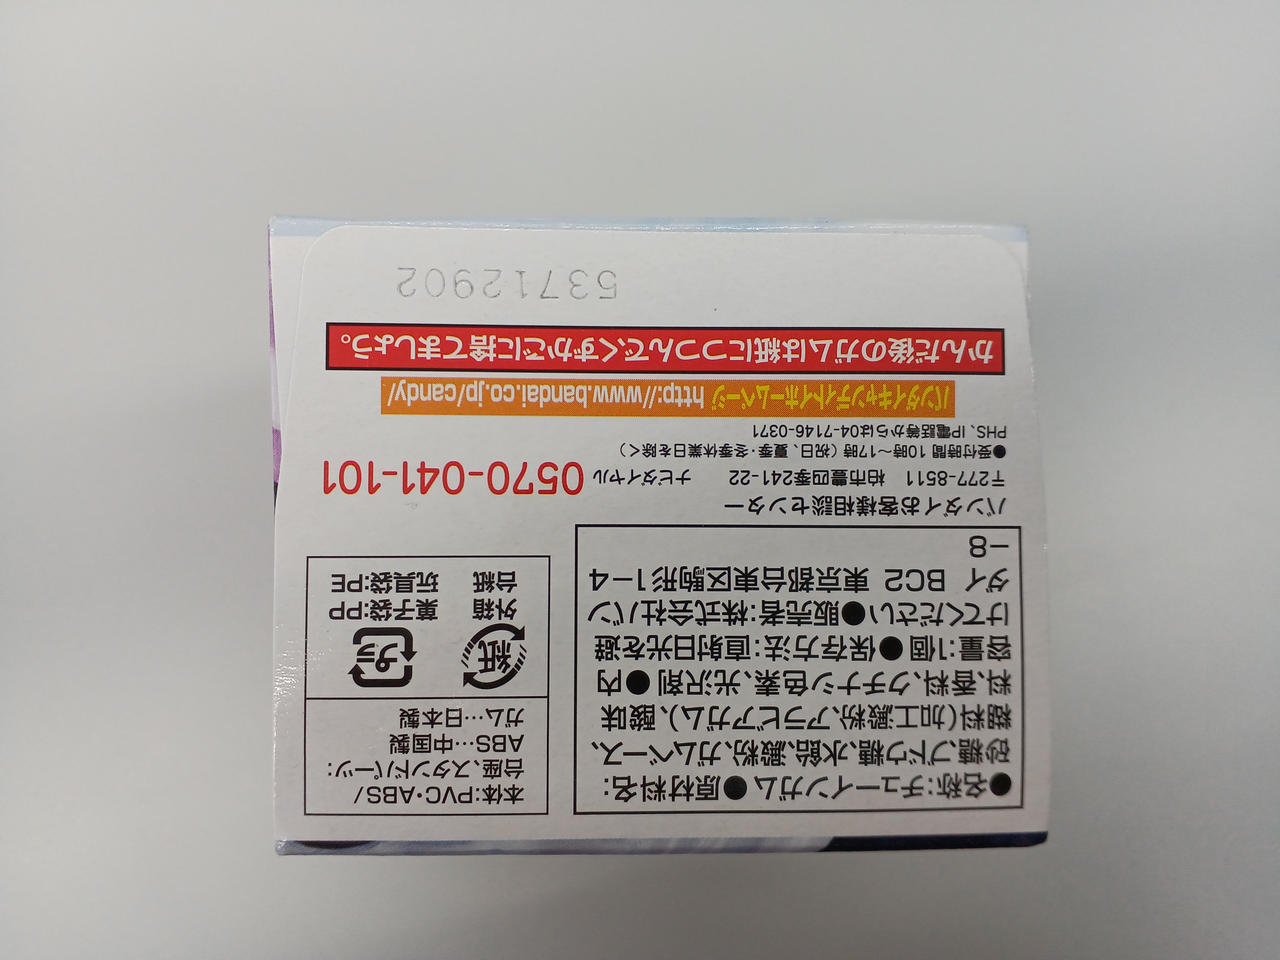 ●名称:チューインガム ●原材料名:
砂糖、ブドウ糖、水飴、澱粉、ガムベース、
糊料(加工澱粉、アラビアガム)、酸味
料、香料、クチナシ色素、光沢剤 ●内
容量:1個 ●保存方法:直射日光を避
けてください ●販売者:株式会社バン
ダイ BC2 東京都台東区駒形1−4
−8
本体:PVC・ABS/
台座、スタンドパーツ:
ABS…中国製
ガム…日本製
紙 プラ
外箱 菓子袋:PP
台紙 玩具袋:PE
バンダイお客様相談センター
〒277-8511 柏市豊四季241-22 ナビダイヤル 0570-041-101
●受付時間 10時〜17時(祝日、夏季・冬季休業日を除く)
PHS、IP電話等からは04-7146-0371
バンダイキャンディトイホームページ http://www.bandai.co.jp/candy/
かんだ後のガムは紙につつんで、くずかごに捨てましょう。
53712902